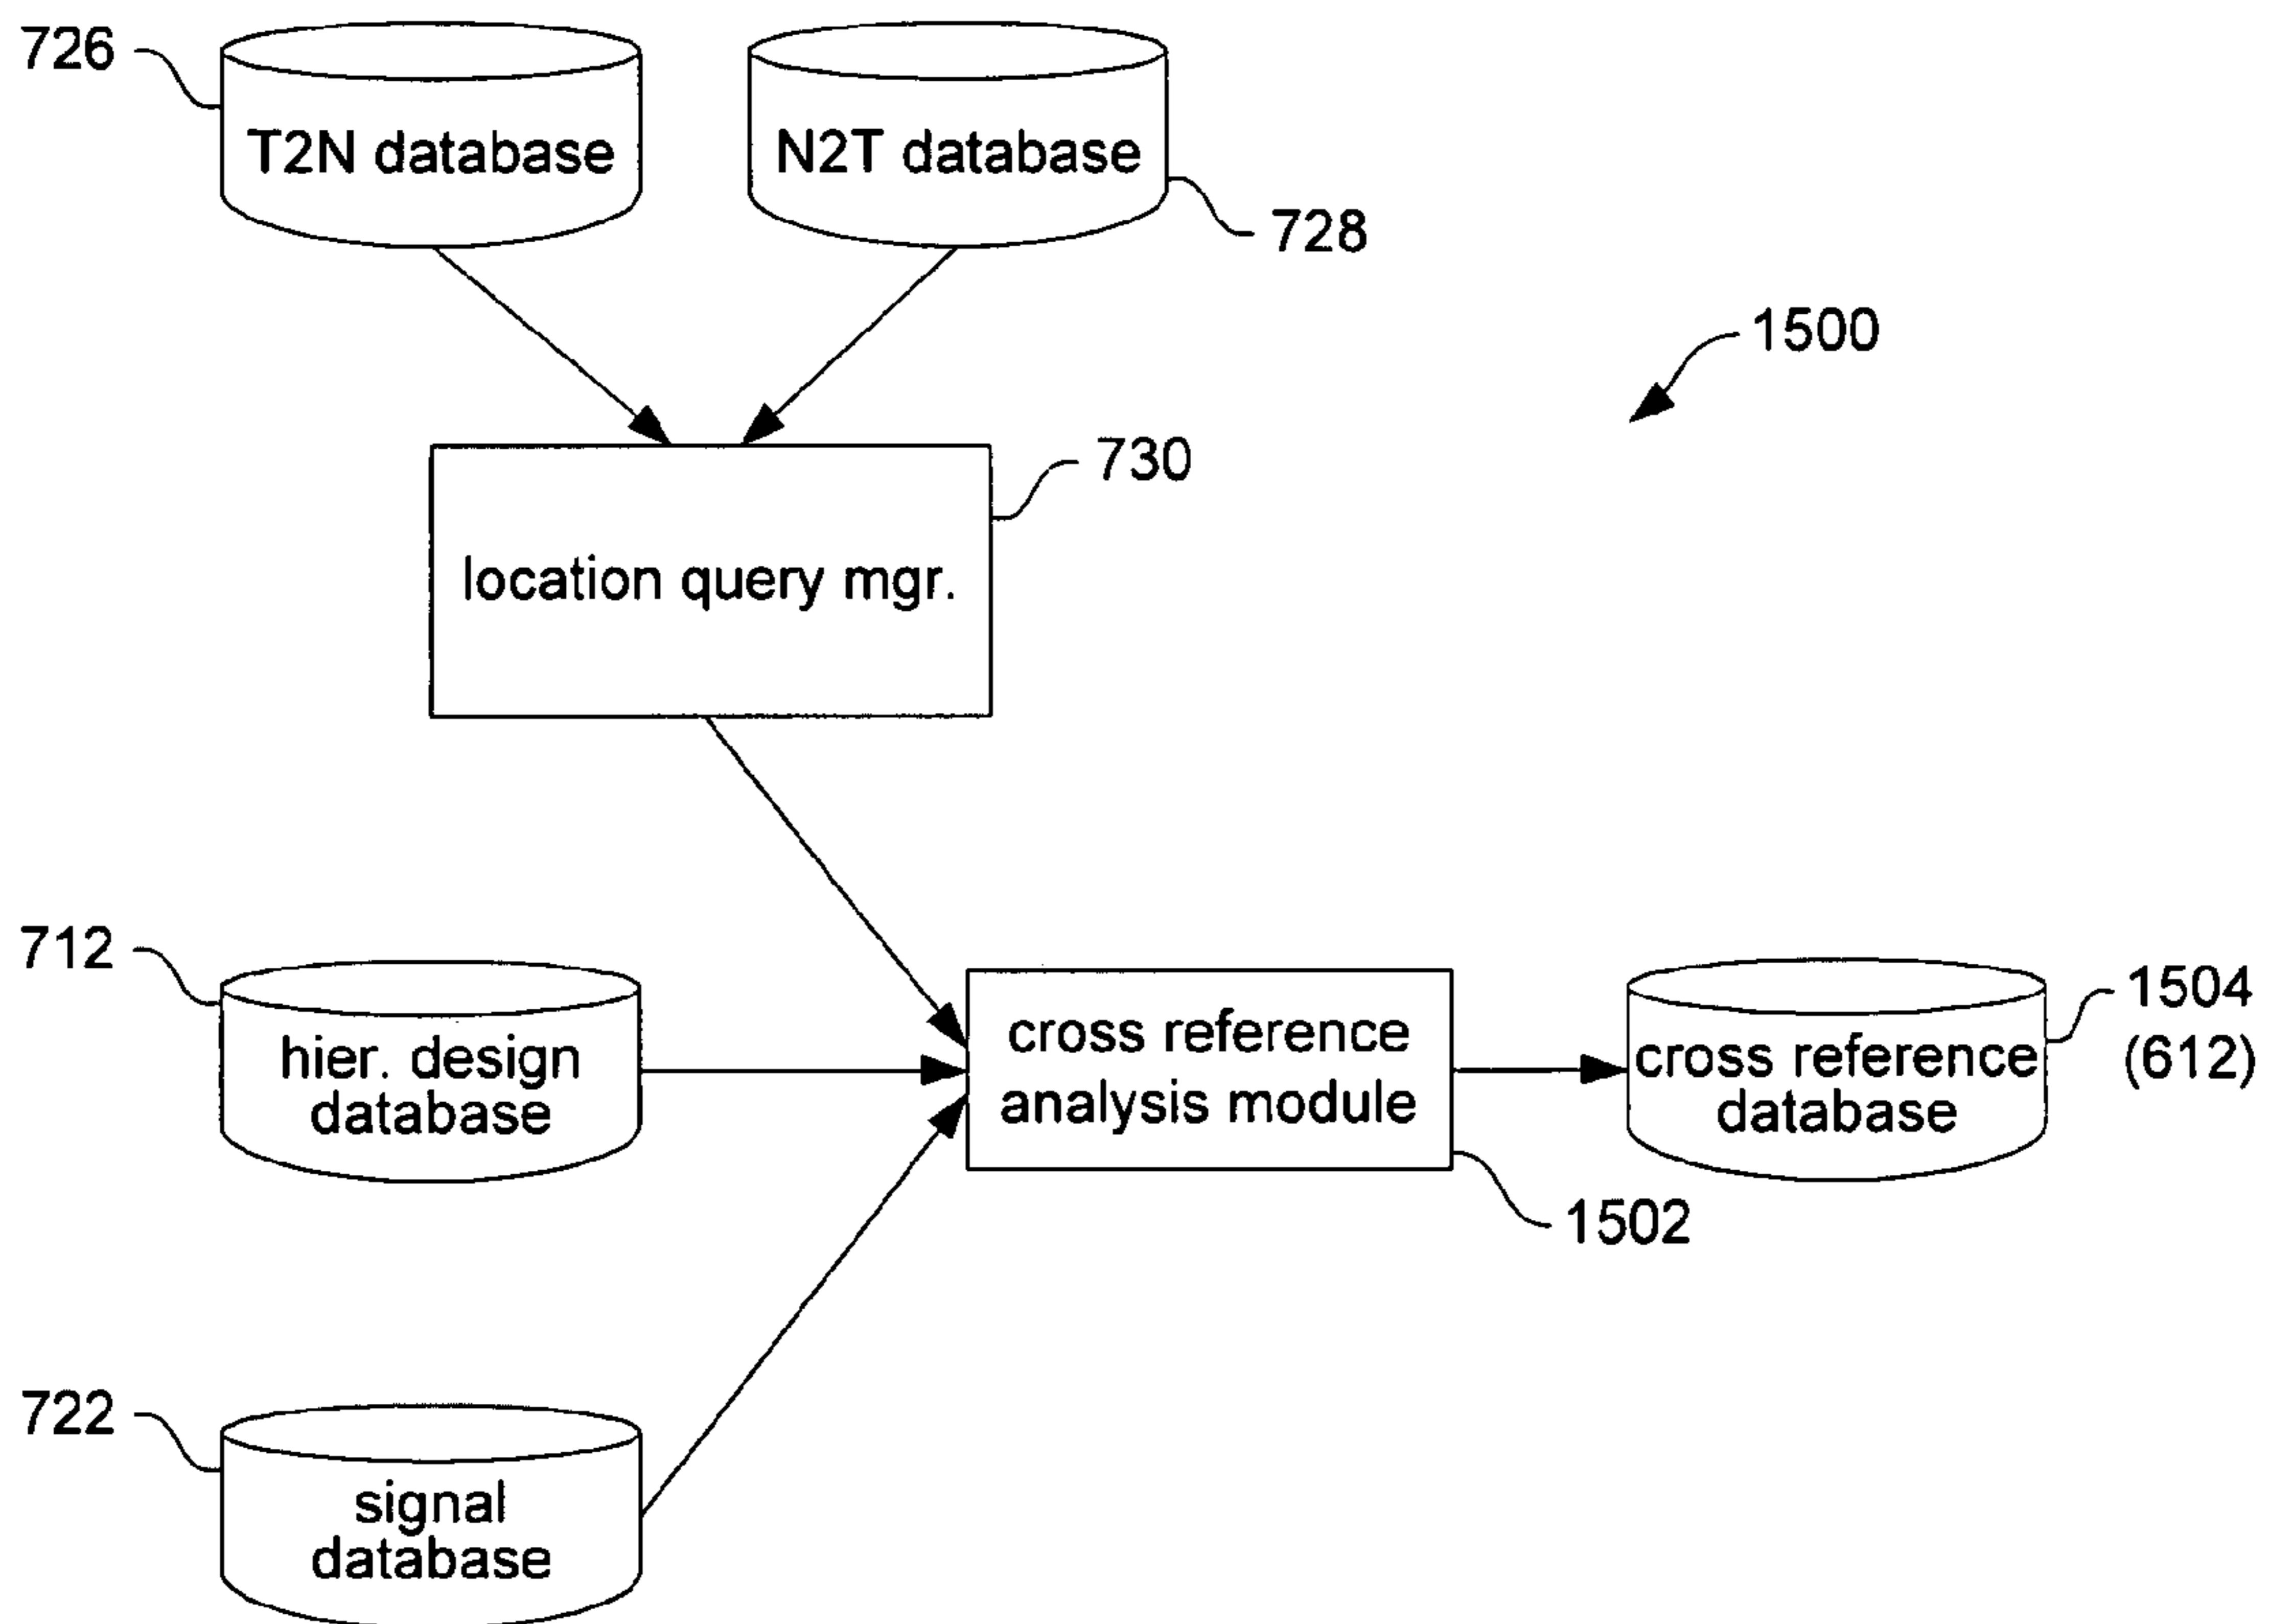 726
T2N database
N2T database
728
1500
730
location query mgr.
712
hier. design
database
cross reference
analysis module
1502
cross reference
database
1504
(612)
722
signal
database